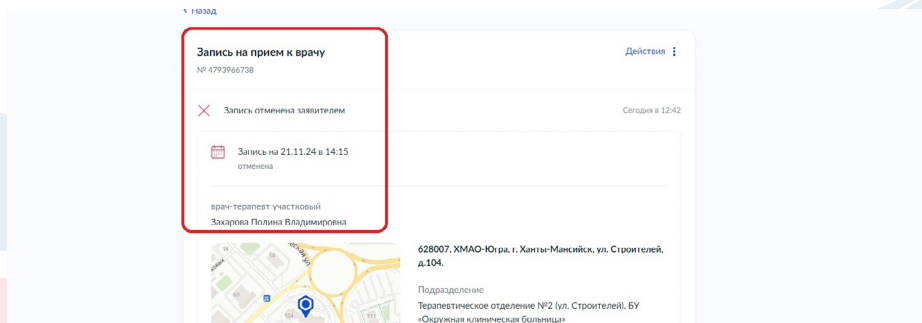 Назад
Запись на прием к врачу
Действия
№ 4793966738
Запись отменена заявителем
Сегодня в 12:42
Запись на 21.11.24 в 14:15
отменена
врач-терапевт участковый
Захарова Полина Владимировна
628007, ХМАО-Югра, г. Ханты-Мансийск, ул. Строителей,
д.104.
Подразделение
Терапевтическое отделение №2 (ул. Строителей), БУ
«Окружная клиническая больница»